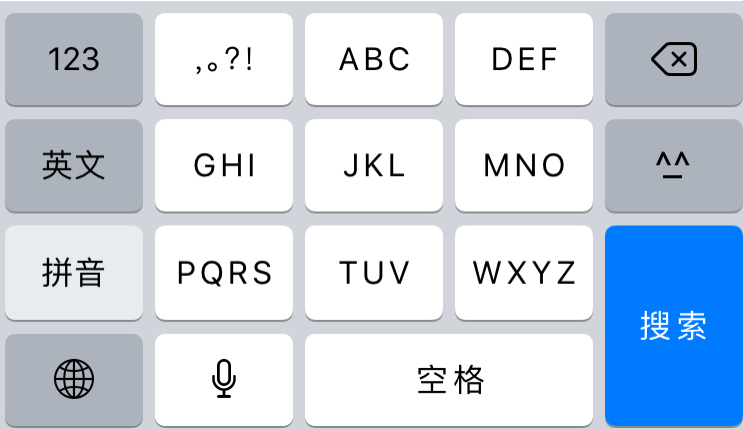 123 ,。?! ABC DEF
英文 GHI JKL MNO ^_^
拼音 PQRS TUV WXYZ
搜索
空格